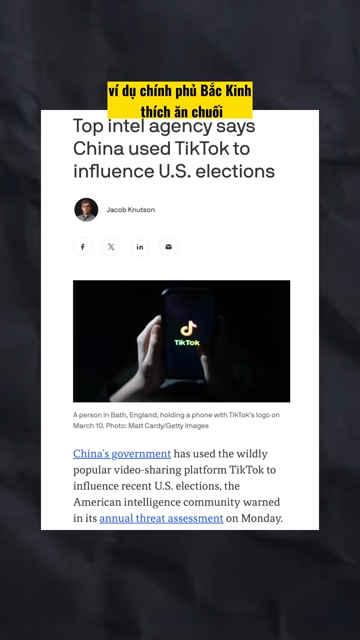 ví dụ chính phủ Bắc Kinh
thích ăn chuối
Top intel agency says
China used TikTok to
influence U.S. elections
Jacob Knutson
TikTok
A person in Bath, England, holding a phone with TikTok's logo on
March 10. Photo: Matt Cardy/Getty Images
China's government has used the wildly
popular video-sharing platform TikTok to
influence recent U.S. elections, the
American intelligence community warned
in its annual threat assessment on Monday.